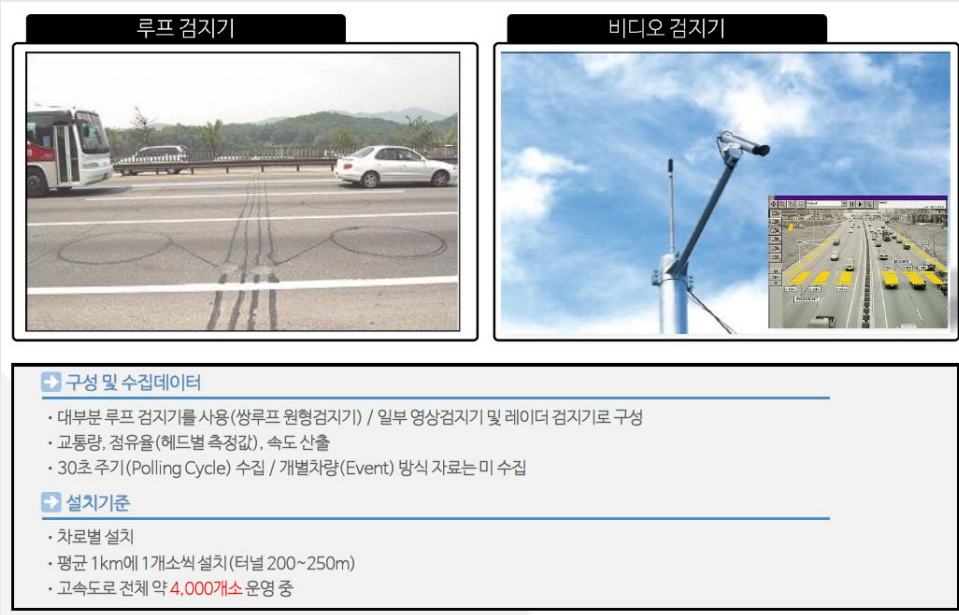 루프 검지기
비디오 검지기
구성 및 수집데이터
· 대부분 루프 검지기를 사용(쌍루프 원형검지기) / 일부 영상검지기 및 레이더 검지기로 구성
· 교통량, 점유율(헤드별 측정값), 속도 산출
· 30초 주기(Polling Cycle) 수집 / 개별차량(Event) 방식 자료는 미 수집
설치기준
· 차로별 설치
· 평균 1km에 1개소씩 설치(터널 200~250m)
· 고속도로 전체 약 4,000개소 운영 중